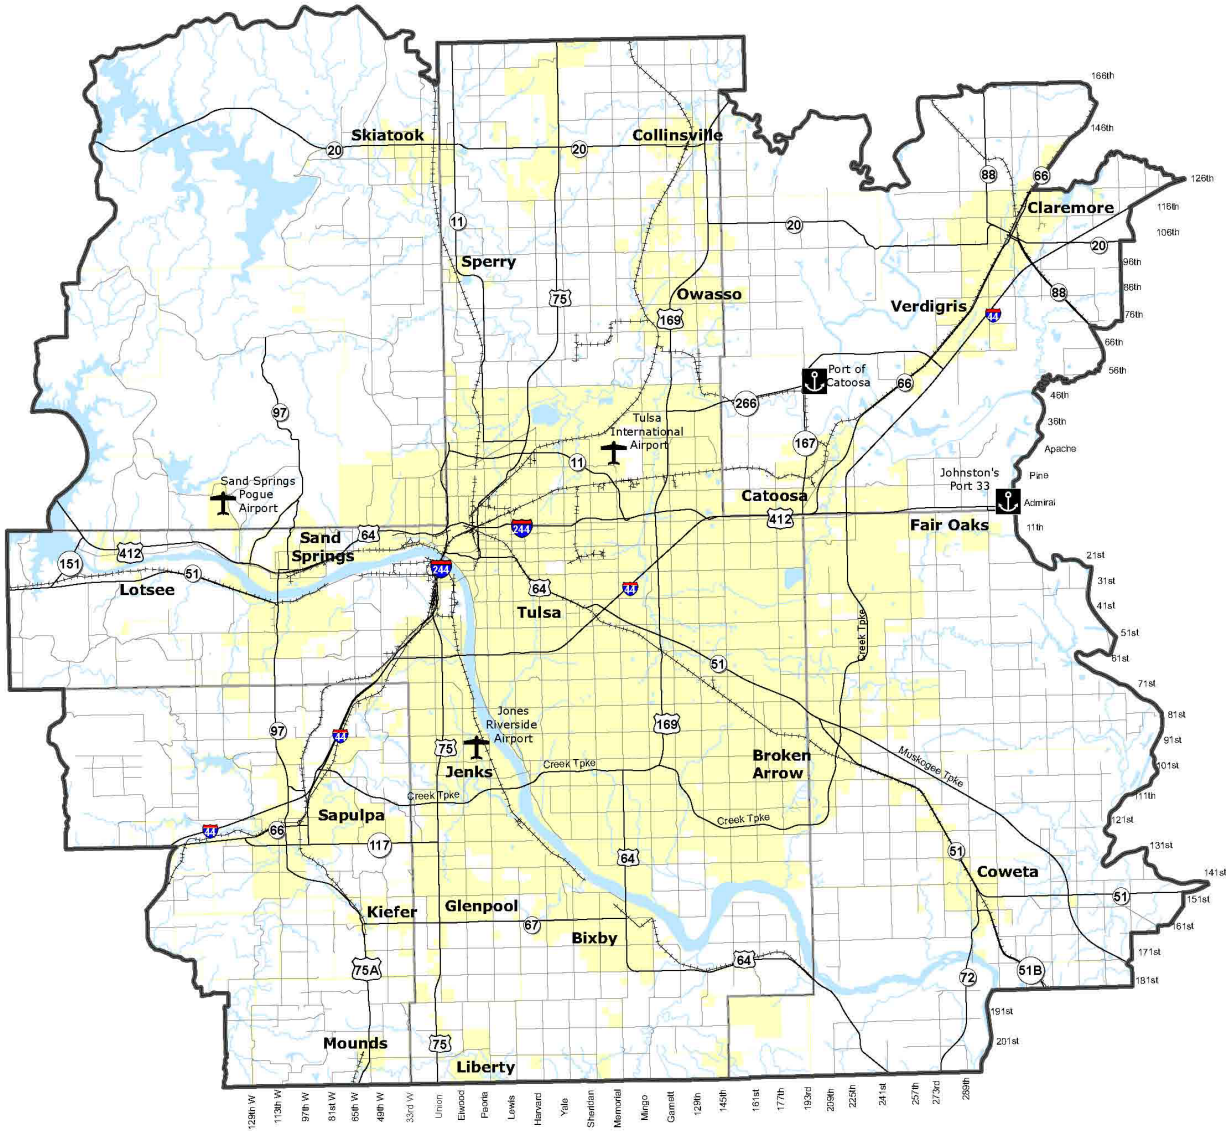 166th
Skiatook
Collinsville
146th
20
20
20
88
66
126th
Claremore
116th
11
20
106th
20
Sperry
96th
Owasso
86th
75
88
Verdigris
76th
169
44
66th
Port of
Catoosa
56th
66
46th
97
266
36th
Tulsa
International
Airport
167
Apache
11
Johnston's
Port 33
Pine
Sand Springs
Pogue
Airport
Catoosa
Admiral
412
Fair Oaks
11th
244
64
Sand
Springs
412
151
21st
244
51
31st
Lotsee
64
44
41st
Tulsa
51st
Creek Tpke
61st
51
71st
Jones
Riverside
Airport
81st
169
97
44
75
91st
Broken
Arrow
Muskogee Tpke
Jenks
Creek Tpke
101st
Creek Tpke
111th
Sapulpa
Creek Tpke
121st
44
66
117
131st
51
64
Coweta
141st
51
151st
Kiefer
Glenpool
67
161st
Bixby
171st
75A
64
51B
72
181st
191st
75
201st
Mounds
Liberty
129th W
113th W
97th W
81st W
65th W
49th W
33rd W
Union
Elwood
Peoria
Lewis
Harvard
Yale
Sheridan
Memorial
Mingo
Garnett
129th
145th
161st
177th
193rd
209th
225th
241st
257th
273rd
289th